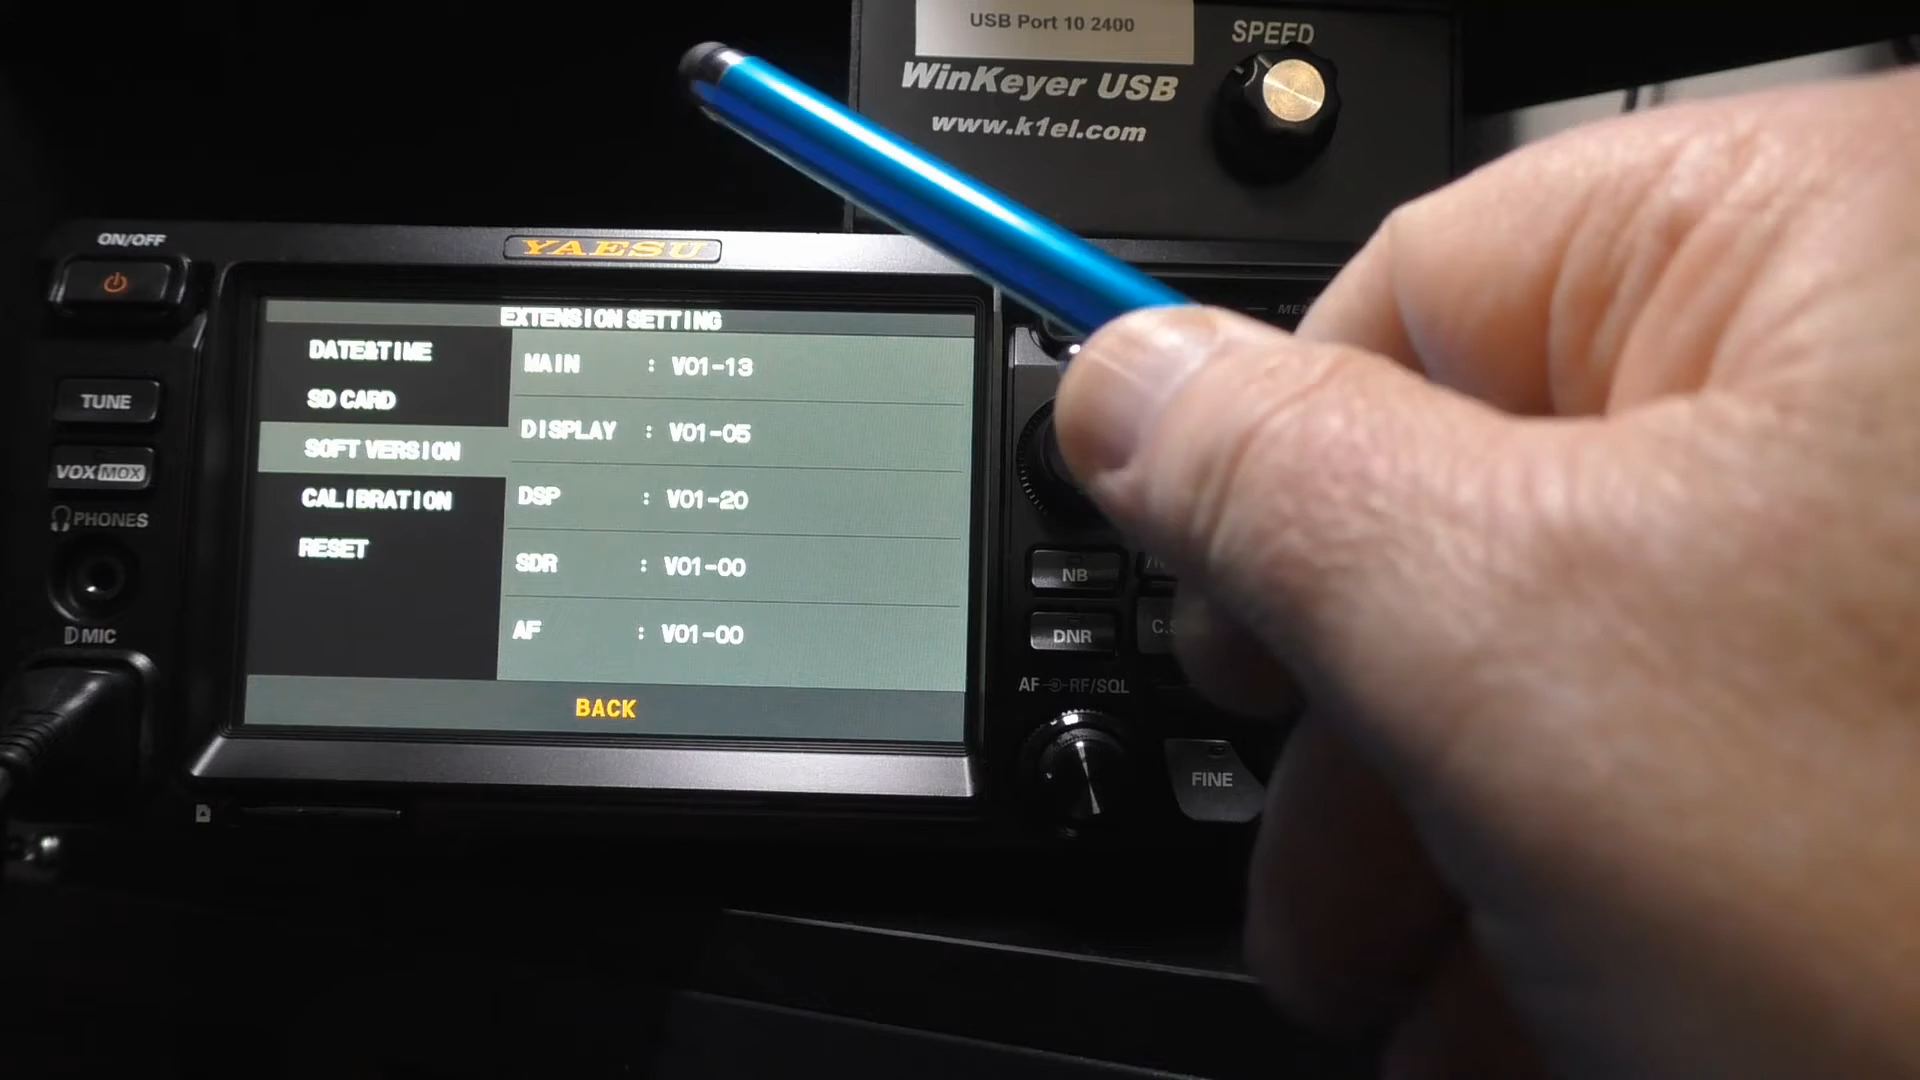 USB Port 10 2400
SPEED
WinKeyer USB
www.k1el.com
ON/OFF
YAESU
EXTENSION SETTING
DATE&TIME
SD CARD
SOFT VERSION
CALIBRATION
RESET
MAIN : V01-13
DISPLAY : V01-05
DSP : V01-20
SDR : V01-00
AF : V01-00
BACK
TUNE
VOX MOX
PHONES
MIC
NB
DNR
AF RF/SQL
FINE